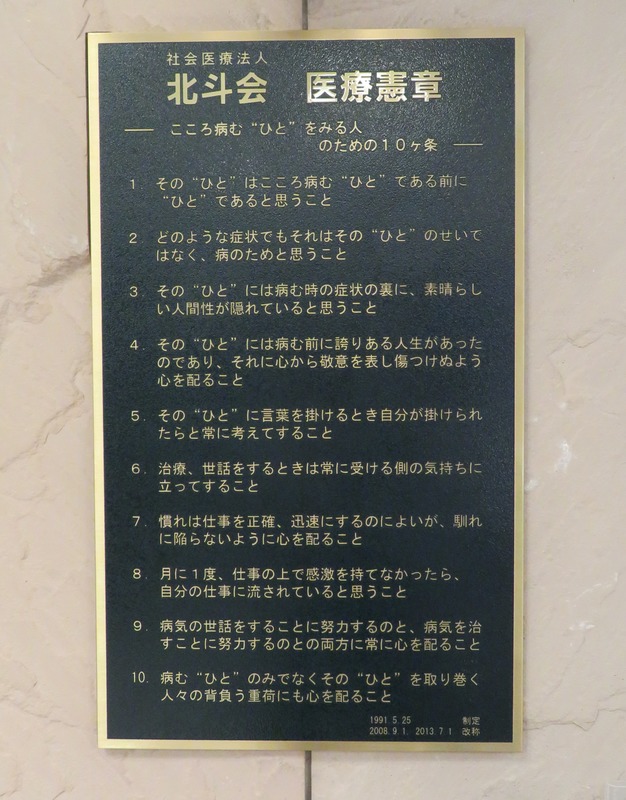 社会医療法人
北斗会　医療憲章
── こころ病む“ひと”をみる人
のための１０ヶ条 ──
1. その“ひと”はこころ病む“ひと”である前に
“ひと”であると思うこと
2. どのような症状でもそれはその“ひと”のせいで
はなく、病のためと思うこと
3. その“ひと”には病む時の症状の裏に、素晴らし
い人間性が隠れていると思うこと
4. その“ひと”には病む前に誇りある人生があった
のであり、それに心から敬意を表し傷つけぬよう
心を配ること
5. その“ひと”に言葉を掛けるとき自分が掛けられ
たらと常に考えてすること
6. 治療、世話をするときは常に受ける側の気持ちに
立ってすること
7. 慣れは仕事を正確、迅速にするのによいが、馴れ
に陥らないように心を配ること
8. 月に１度、仕事の上で感激を持てなかったら、
自分の仕事に流されていると思うこと
9. 病気の世話をすることに努力するのと、病気を治
すことに努力するのとの両方に常に心を配ること
10. 病む“ひと”のみでなくその“ひと”を取り巻く
人々の背負う重荷にも心を配ること
1991.5.25　制定
2008.9.1. 2013.7.1　改称